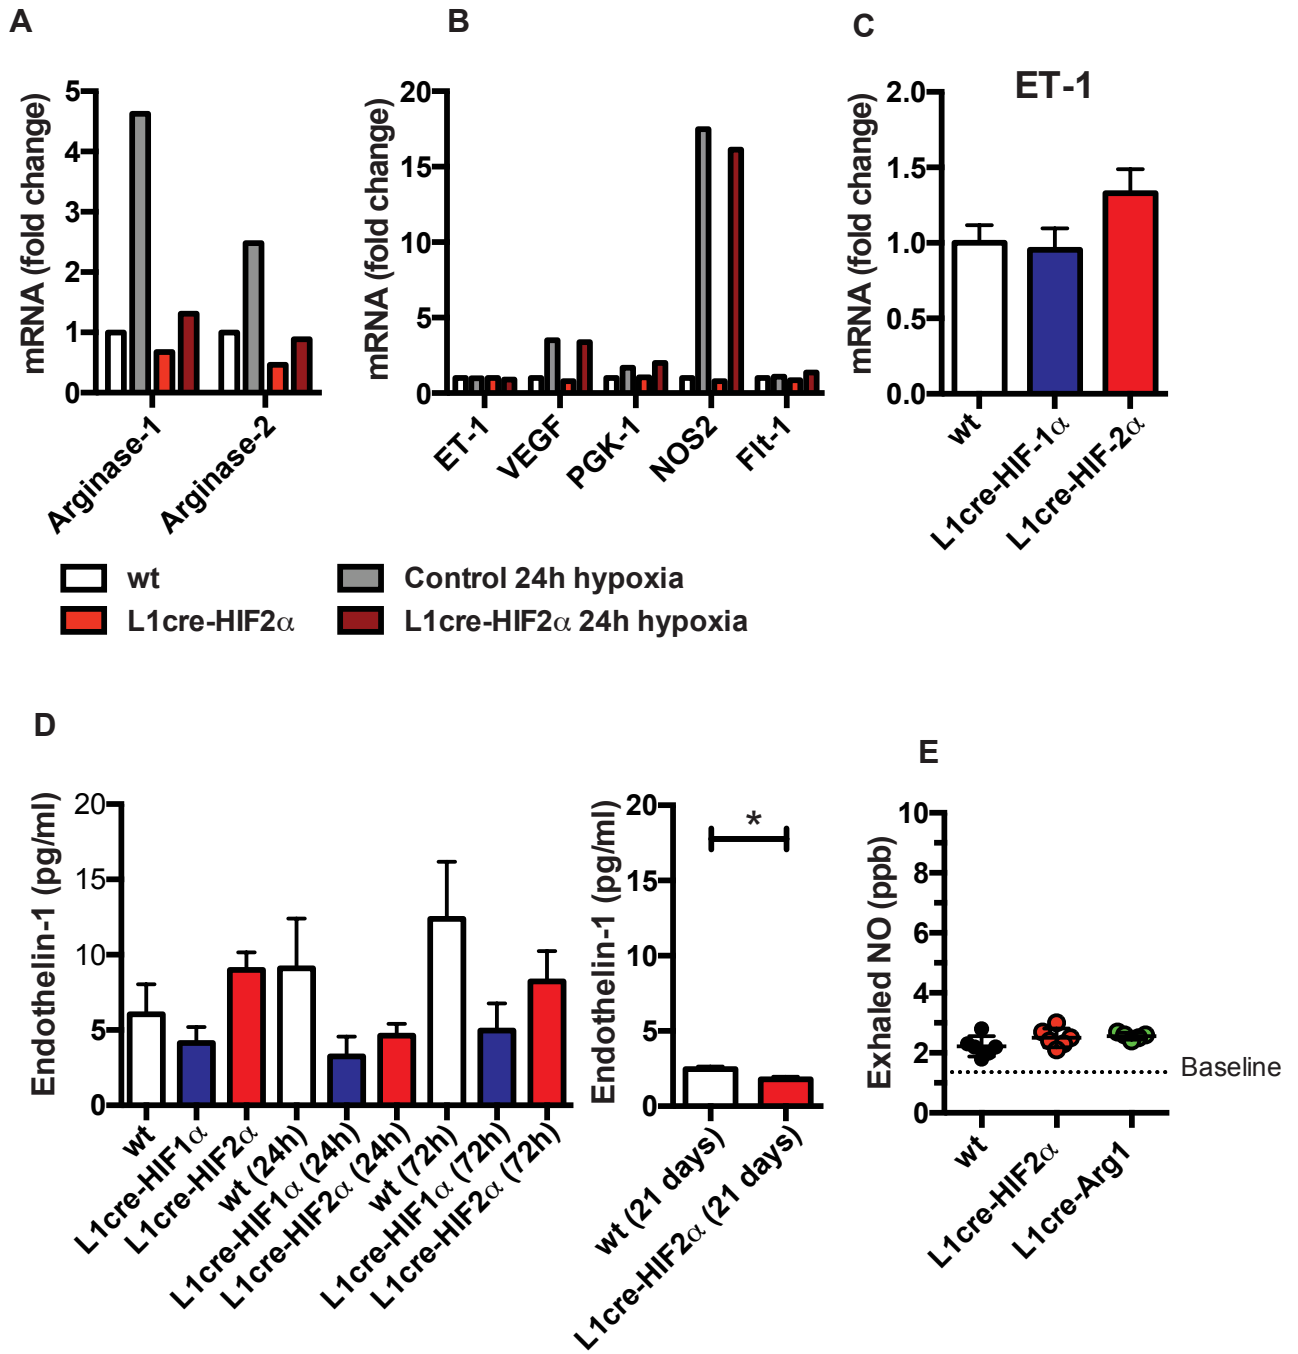 A
B
C
mRNA (fold change)
5
4
3
2
1
0
Arginase-1
Arginase-2
mRNA (fold change)
20
15
10
5
0
ET-1
VEGF
PGK-1
NOS2
Flt-1
ET-1
mRNA (fold change)
2.0
1.5
1.0
0.5
0.0
wt
L1cre-HIF-1α
L1cre-HIF-2α
wt
Control 24h hypoxia
L1cre-HIF2α
L1cre-HIF2α 24h hypoxia
D
E
Endothelin-1 (pg/ml)
20
15
10
5
0
wt
L1cre-HIF1α
L1cre-HIF2α
wt (24h)
L1cre-HIF1α (24h)
L1cre-HIF2α (24h)
wt (72h)
L1cre-HIF1α (72h)
L1cre-HIF2α (72h)
Endothelin-1 (pg/ml)
20
15
10
5
0
*
wt (21 days)
L1cre-HIF2α (21 days)
Exhaled NO (ppb)
10
8
6
4
2
0
Baseline
wt
L1cre-HIF2α
L1cre-Arg1